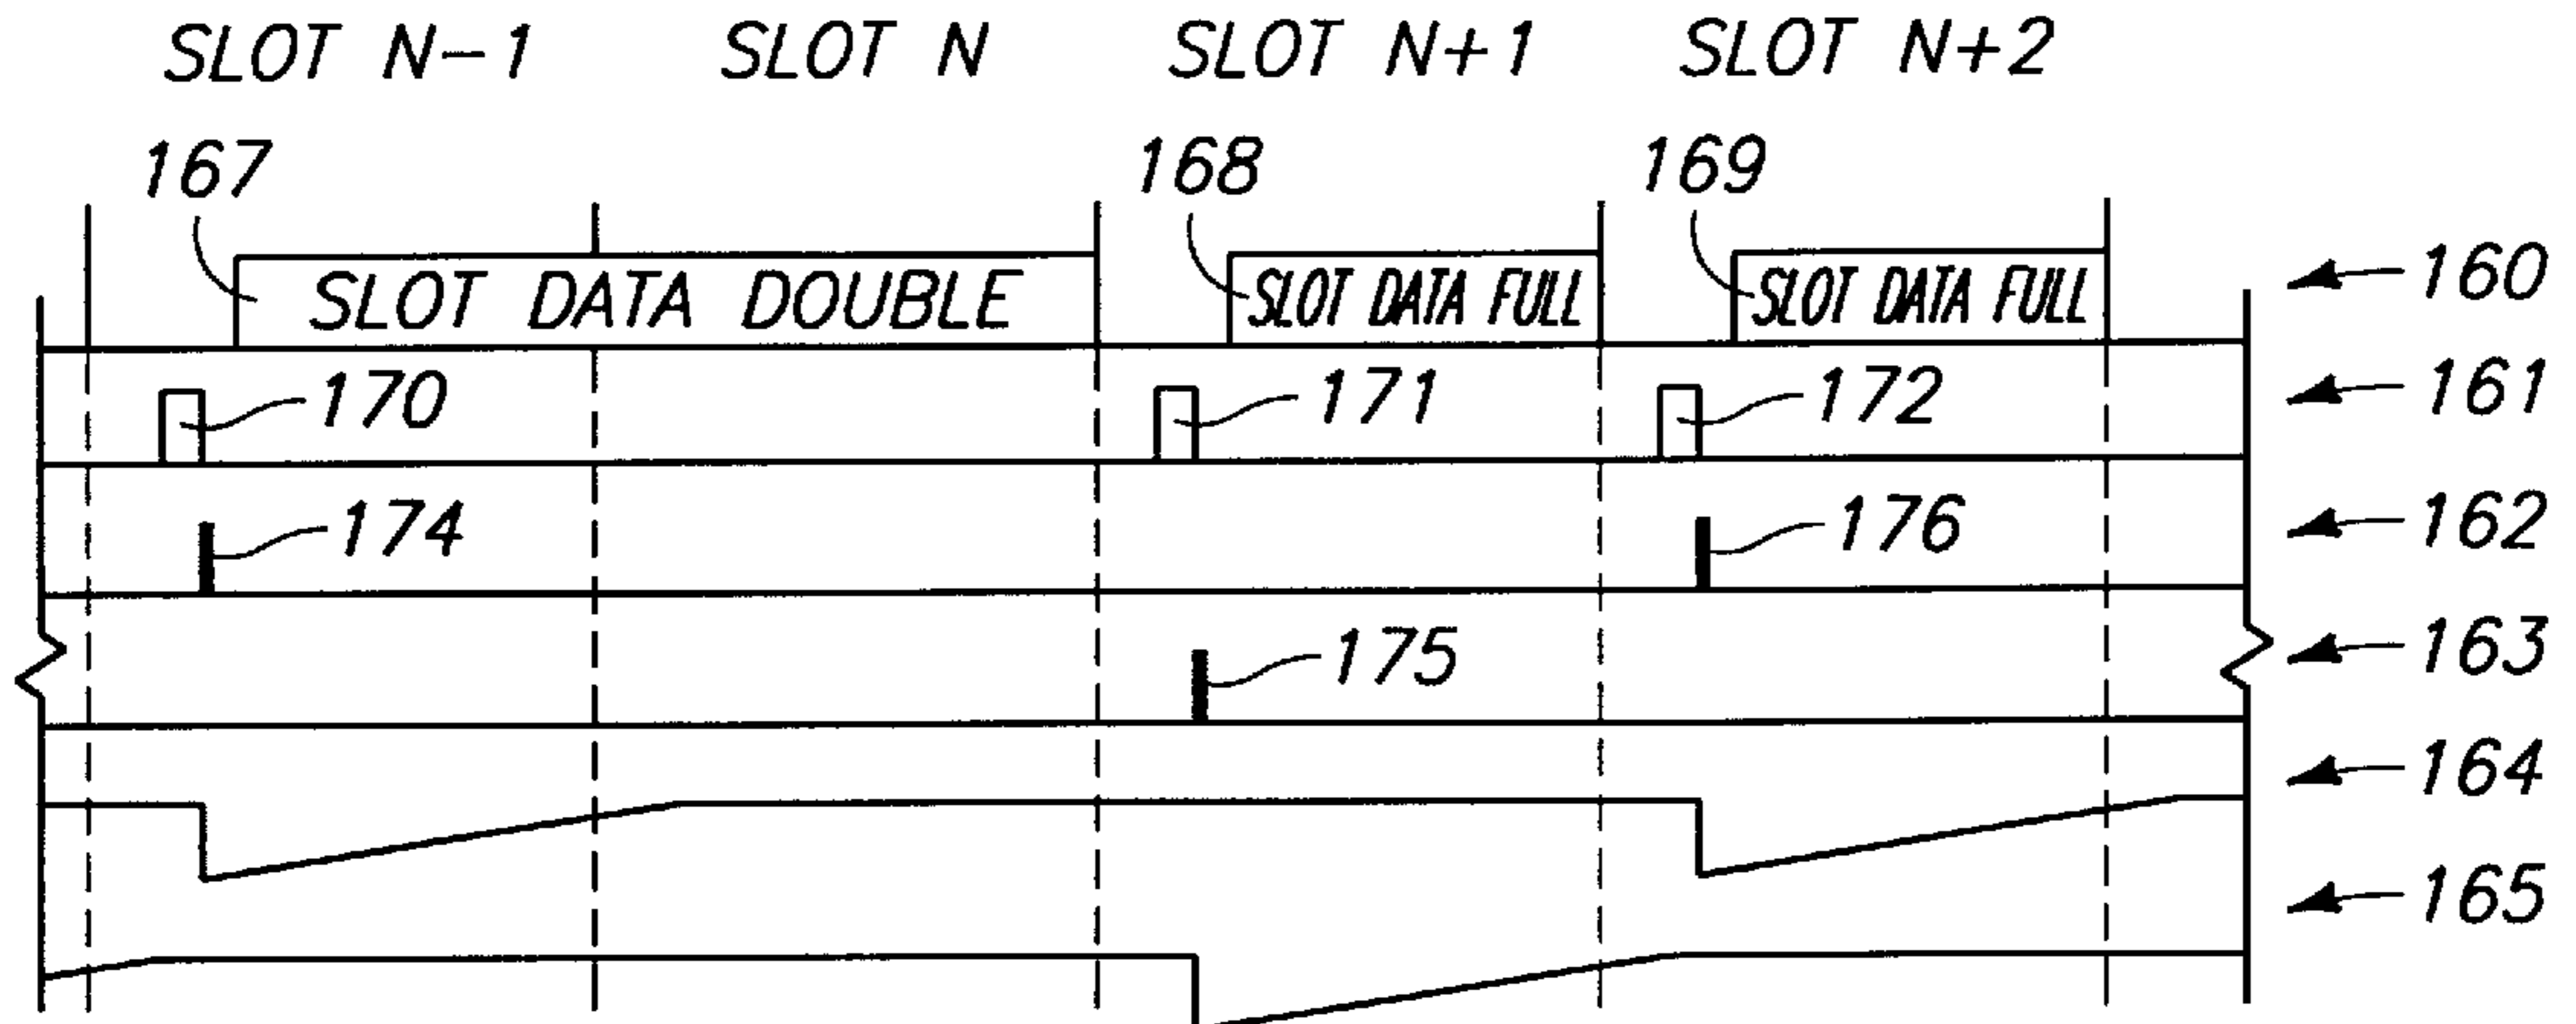 SLOT N-1 SLOT N SLOT N+1 SLOT N+2
167 168 169
SLOT DATA DOUBLE SLOT DATA FULL SLOT DATA FULL 160
170 171 172 161
174 176 162
175 163
164
165